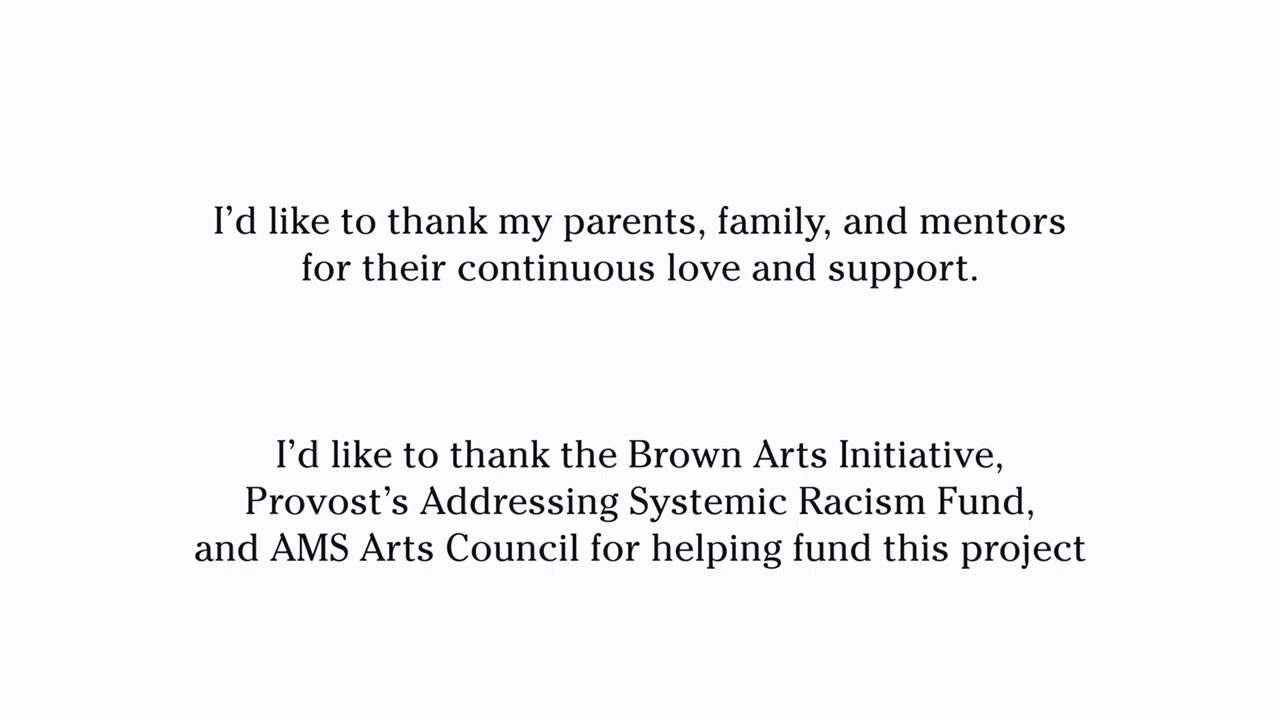 I’d like to thank my parents, family, and mentors
for their continuous love and support.
I’d like to thank the Brown Arts Initiative,
Provost’s Addressing Systemic Racism Fund,
and AMS Arts Council for helping fund this project